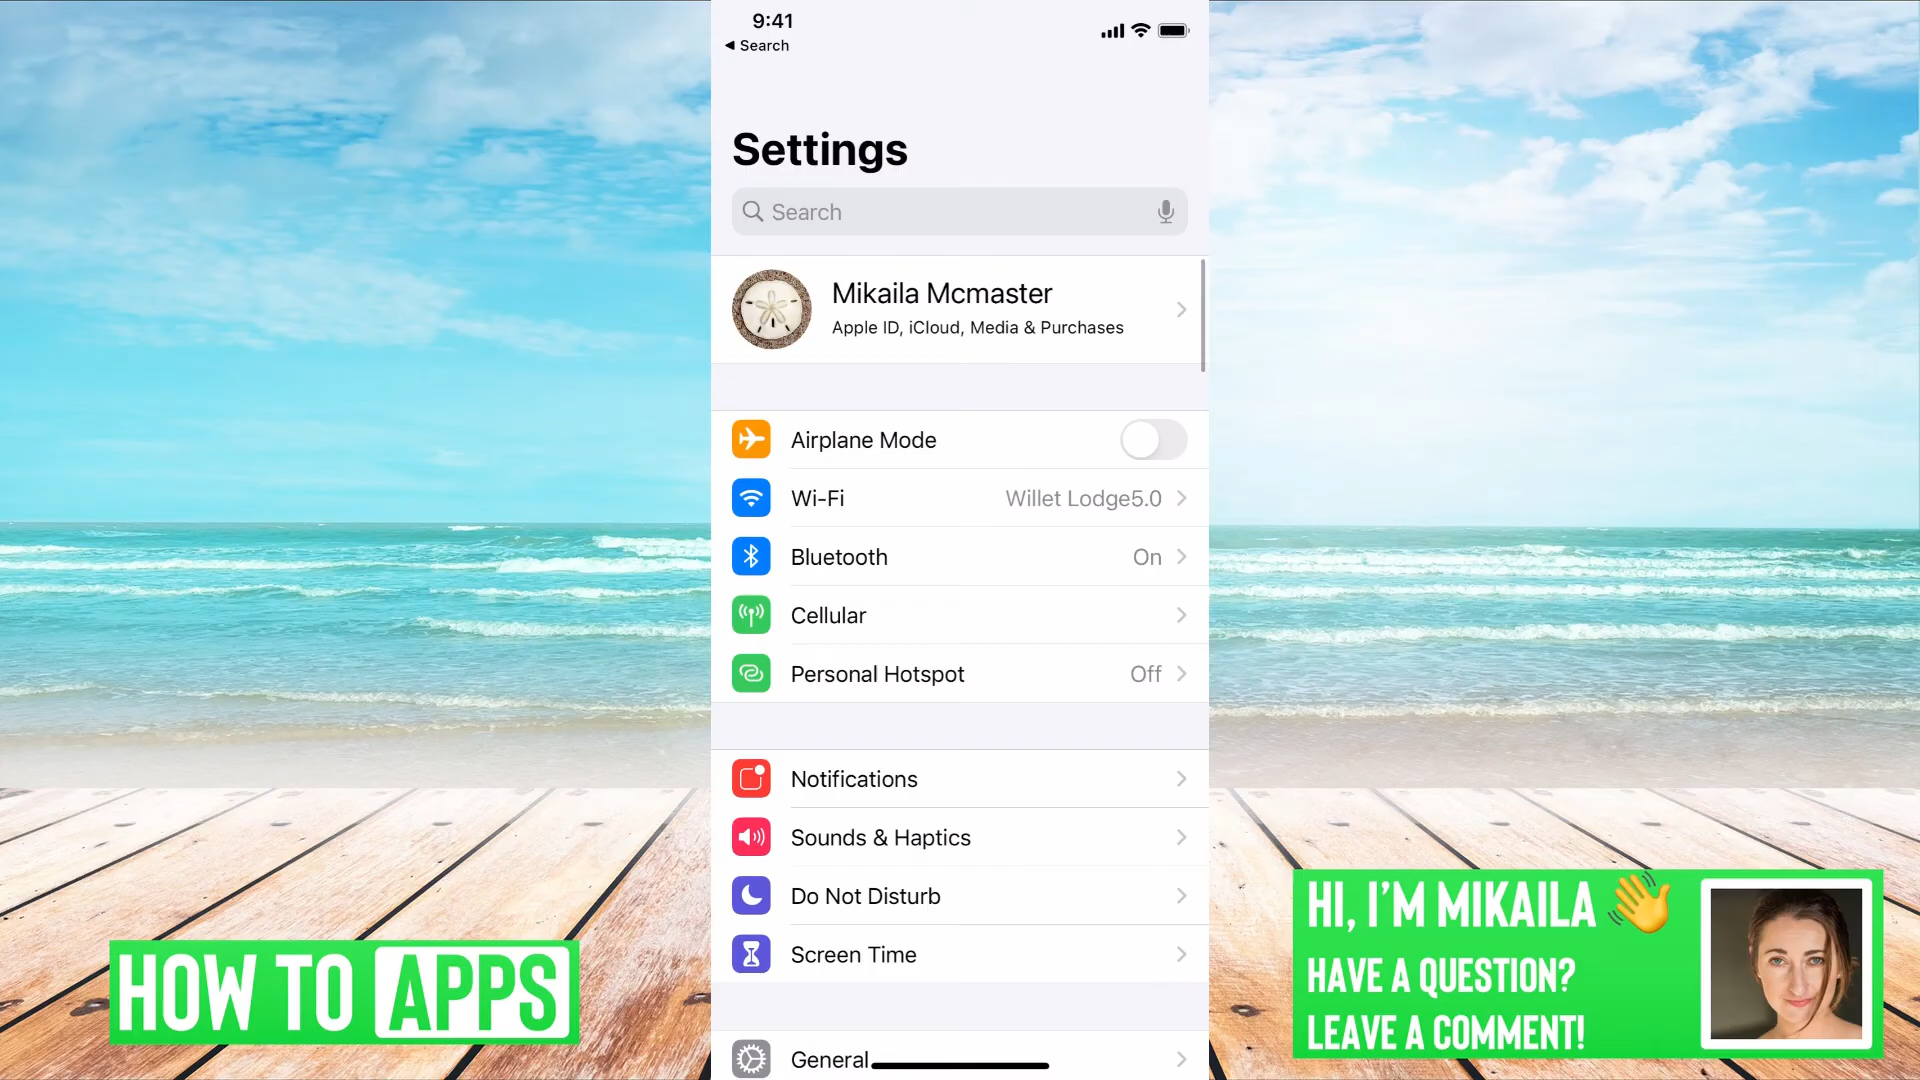 9:41
Search
Settings
Search
Mikaila Mcmaster
Apple ID, iCloud, Media & Purchases
Airplane Mode
Wi-Fi Willet Lodge5.0
Bluetooth On
Cellular
Personal Hotspot Off
Notifications
Sounds & Haptics
Do Not Disturb
Screen Time
General
HOW TO APPS
HI, I'M MIKAILA
HAVE A QUESTION?
LEAVE A COMMENT!